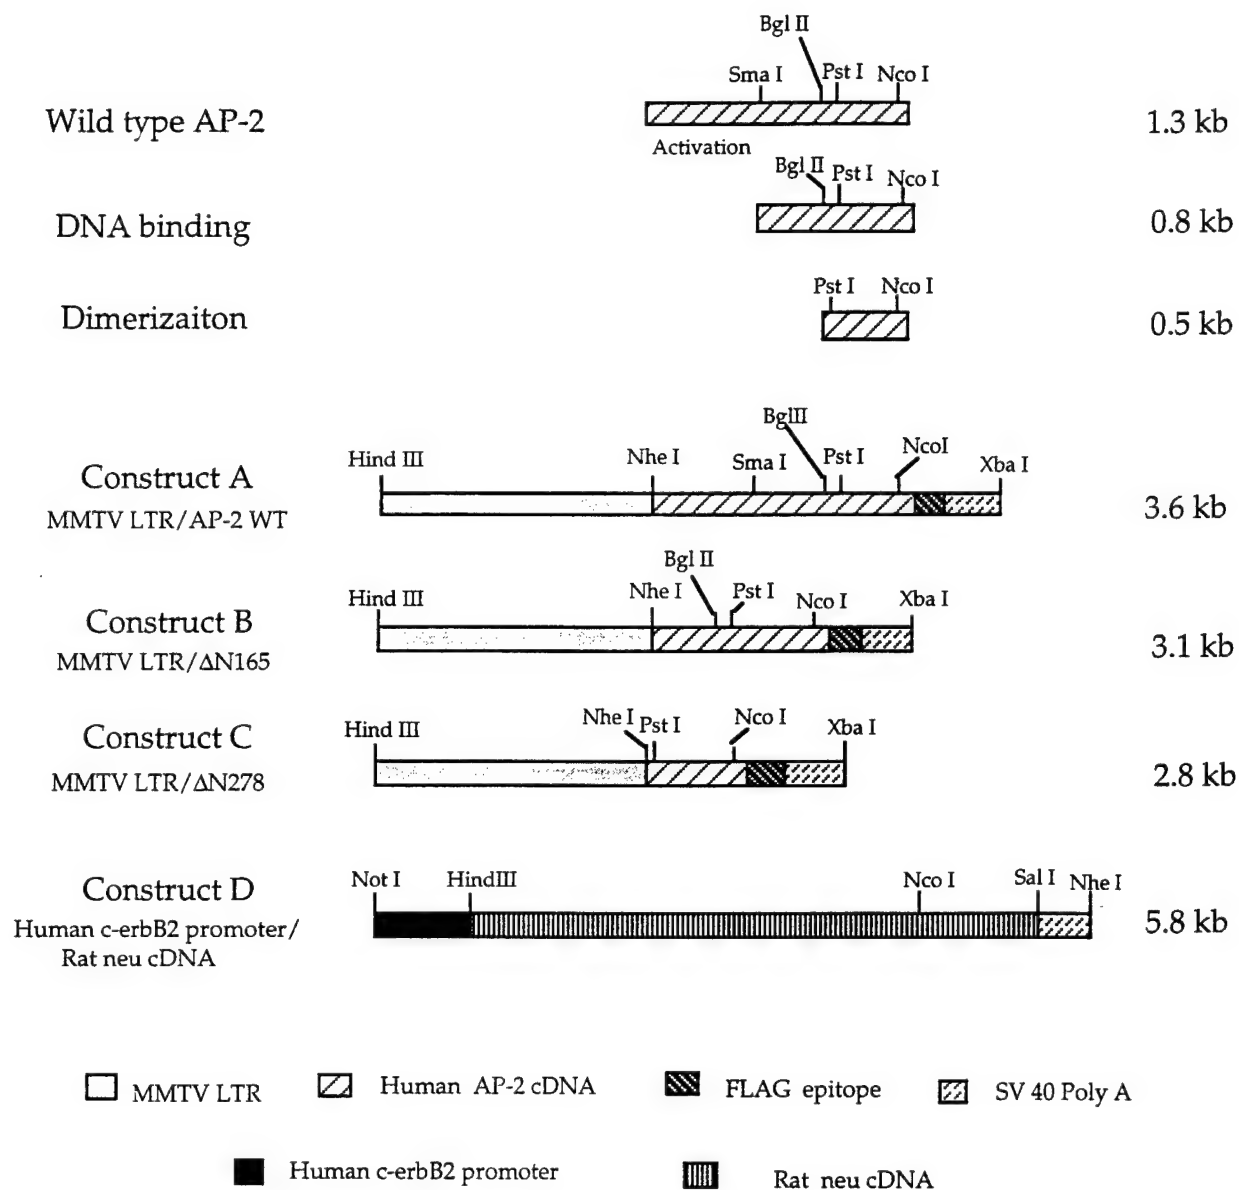 Bgl II
Sma I Pst I Nco I
Wild type AP-2 1.3 kb
Activation
Bgl II Pst I Nco I
DNA binding 0.8 kb
Pst I Nco I
Dimerizaiton 0.5 kb
BglII
Hind III Nhe I Sma I Pst I NcoI Xba I
Construct A 3.6 kb
MMTV LTR/AP-2 WT
Bgl II
Hind III Nhe I Pst I Nco I Xba I
Construct B 3.1 kb
MMTV LTR/ΔN165
Hind III Nhe I Pst I Nco I Xba I
Construct C 2.8 kb
MMTV LTR/ΔN278
Not I HindIII Nco I Sal I Nhe I
Construct D 5.8 kb
Human c-erbB2 promoter/
Rat neu cDNA
MMTV LTR Human AP-2 cDNA FLAG epitope SV 40 Poly A
Human c-erbB2 promoter Rat neu cDNA